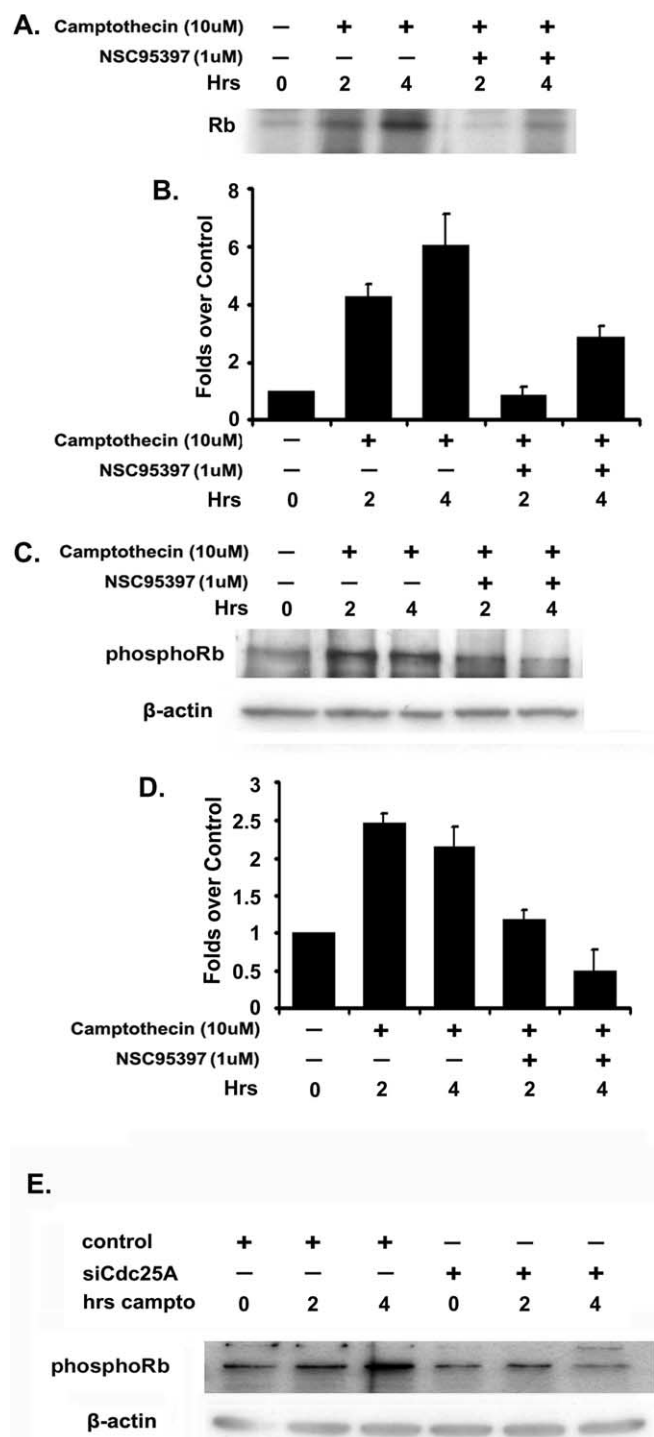 A.
Camptothecin (10uM) – + + + +
NSC95397 (1uM) – – – + +
Hrs 0 2 4 2 4
Rb
B.
8
6
4
2
0
Folds over Control
Camptothecin (10uM) – + + + +
NSC95397 (1uM) – – – + +
Hrs 0 2 4 2 4
C.
Camptothecin (10uM) – + + + +
NSC95397 (1uM) – – – + +
Hrs 0 2 4 2 4
phosphoRb
β-actin
D.
3
2.5
2
1.5
1
0.5
0
Folds over Control
Camptothecin (10uM) – + + + +
NSC95397 (1uM) – – – + +
Hrs 0 2 4 2 4
E.
control + + + – – –
siCdc25A – – – + + +
hrs campto 0 2 4 0 2 4
phosphoRb
β-actin